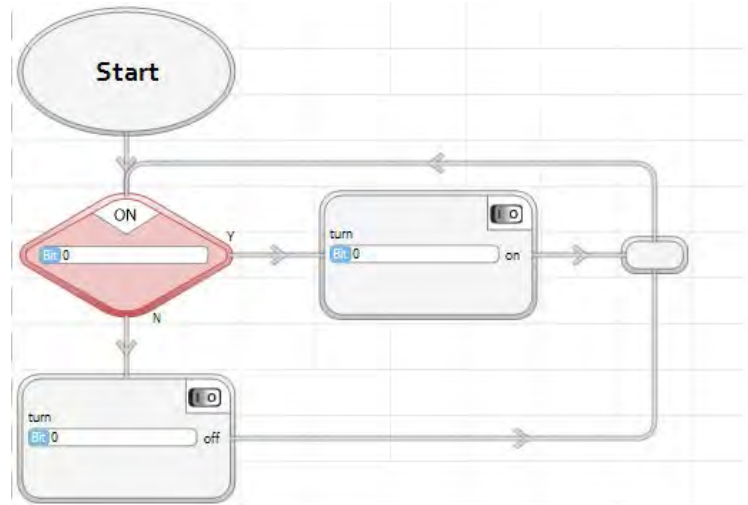 Start
ON
Bit 0
Y
N
I O
turn
Bit 0
on
I O
turn
Bit 0
off